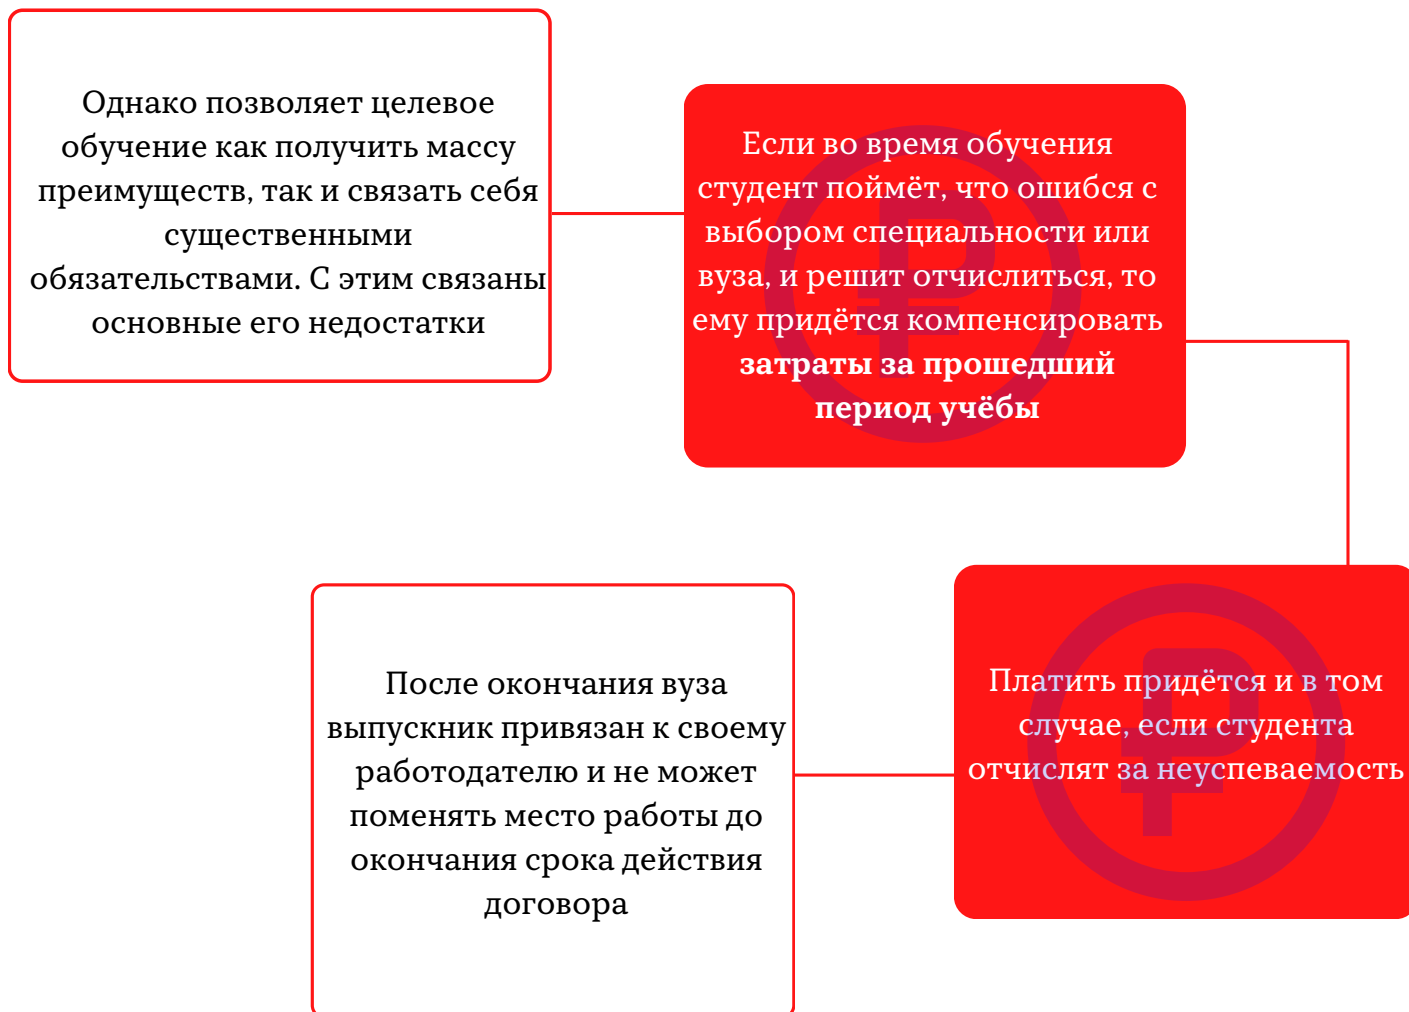 Однако позволяет целевое
обучение как получить массу
преимуществ, так и связать себя
существенными
обязательствами. С этим связаны
основные его недостатки
Если во время обучения
студент поймёт, что ошибся с
выбором специальности или
вуза, и решит отчислиться, то
ему придётся компенсировать
затраты за прошедший
период учёбы
Платить придётся и в том
случае, если студента
отчислят за неуспеваемость
После окончания вуза
выпускник привязан к своему
работодателю и не может
поменять место работы до
окончания срока действия
договора